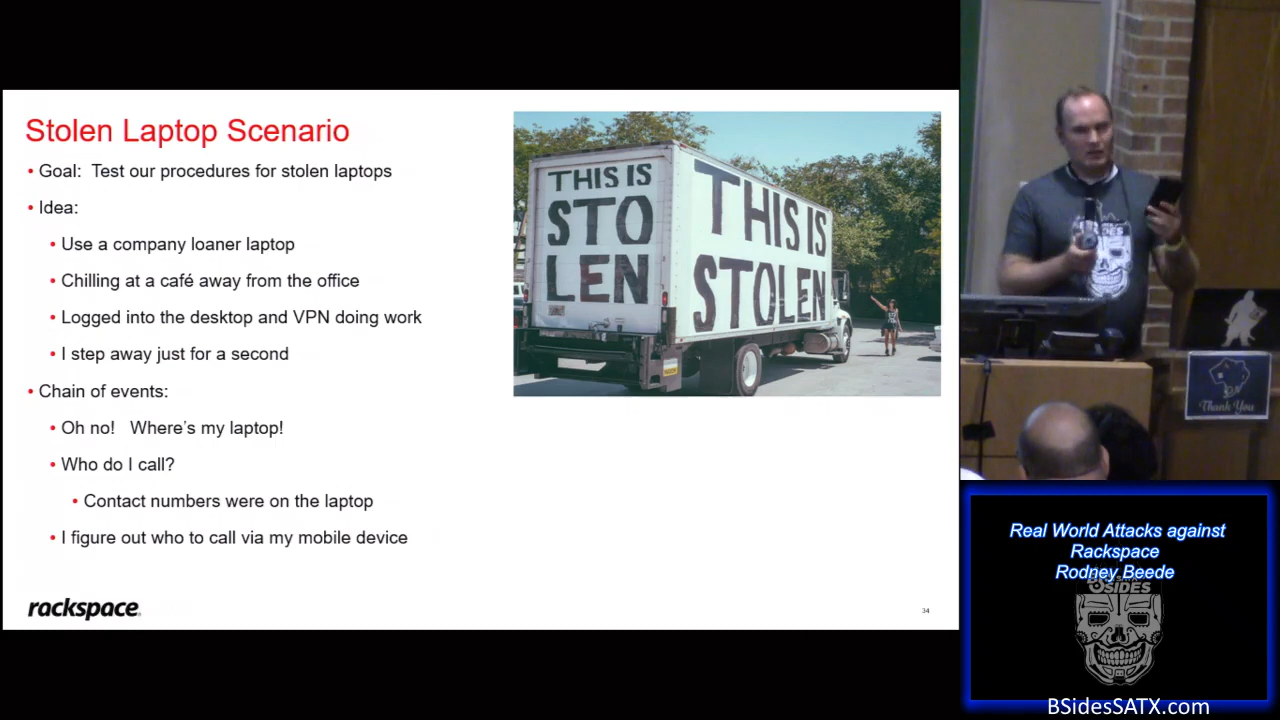 Stolen Laptop Scenario
• Goal:  Test our procedures for stolen laptops
• Idea:
• Use a company loaner laptop
• Chilling at a café away from the office
• Logged into the desktop and VPN doing work
• I step away just for a second
• Chain of events:
• Oh no!   Where's my laptop!
• Who do I call?
• Contact numbers were on the laptop
• I figure out who to call via my mobile device
rackspace
34
THIS IS
STO
LEN
THIS IS
STOLEN
SIDES
Thank You
Real World Attacks against
Rackspace
Rodney Beede
SIDES
BSidesSATX.com